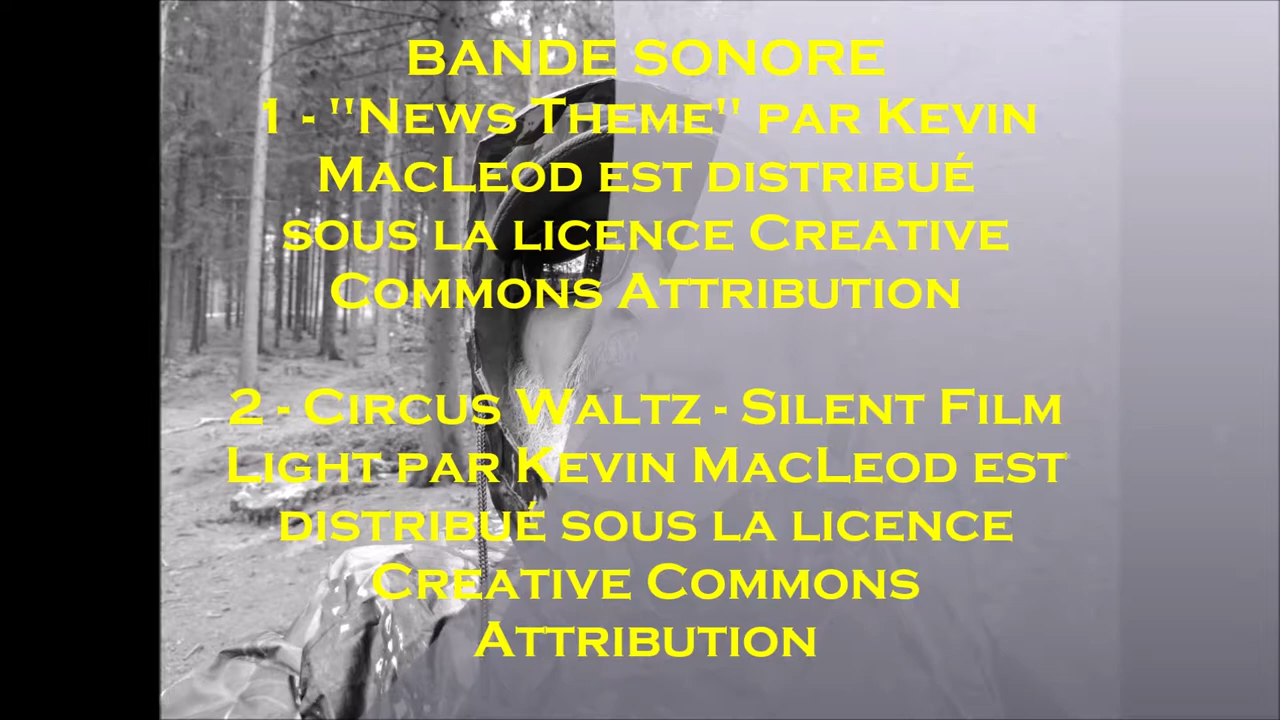 BANDE SONORE
1 - "News Theme" par Kevin
MacLeod est distribué
sous la licence Creative
Commons Attribution
2 - Circus Waltz - Silent Film
Light par Kevin MacLeod est
distribué sous la licence
Creative Commons
Attribution